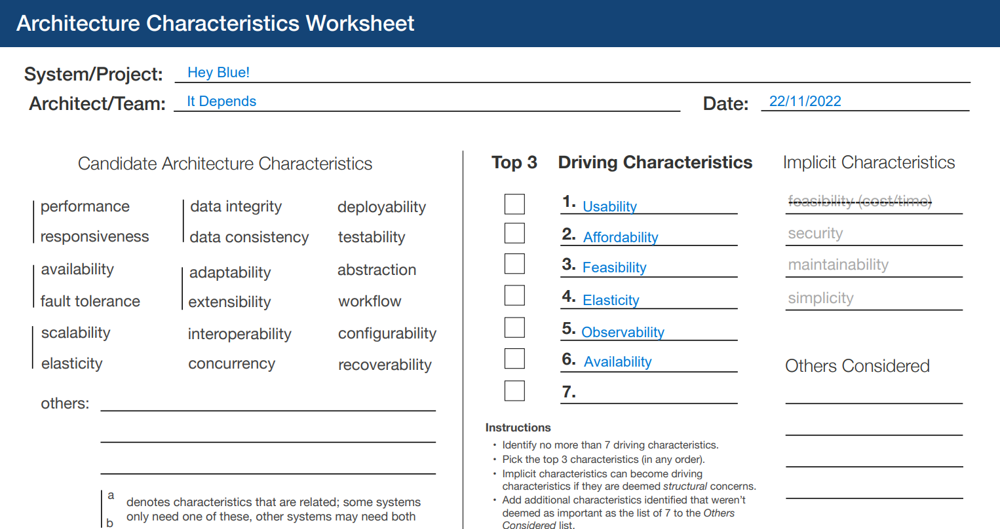 Architecture Characteristics Worksheet
System/Project: Hey Blue!
Architect/Team: It Depends Date: 22/11/2022
Candidate Architecture Characteristics
performance data integrity deployability
responsiveness data consistency testability
availability adaptability abstraction
fault tolerance extensibility workflow
scalability interoperability configurability
elasticity concurrency recoverability
others:
a
b
denotes characteristics that are related; some systems
only need one of these, other systems may need both
Top 3 Driving Characteristics
1. Usability
2. Affordability
3. Feasibility
4. Elasticity
5. Observability
6. Availability
7.
Instructions
• Identify no more than 7 driving characteristics.
• Pick the top 3 characteristics (in any order).
• Implicit characteristics can become driving
characteristics if they are deemed structural concerns.
• Add additional characteristics identified that weren't
deemed as important as the list of 7 to the Others
Considered list.
Implicit Characteristics
feasibility (cost/time)
security
maintainability
simplicity
Others Considered